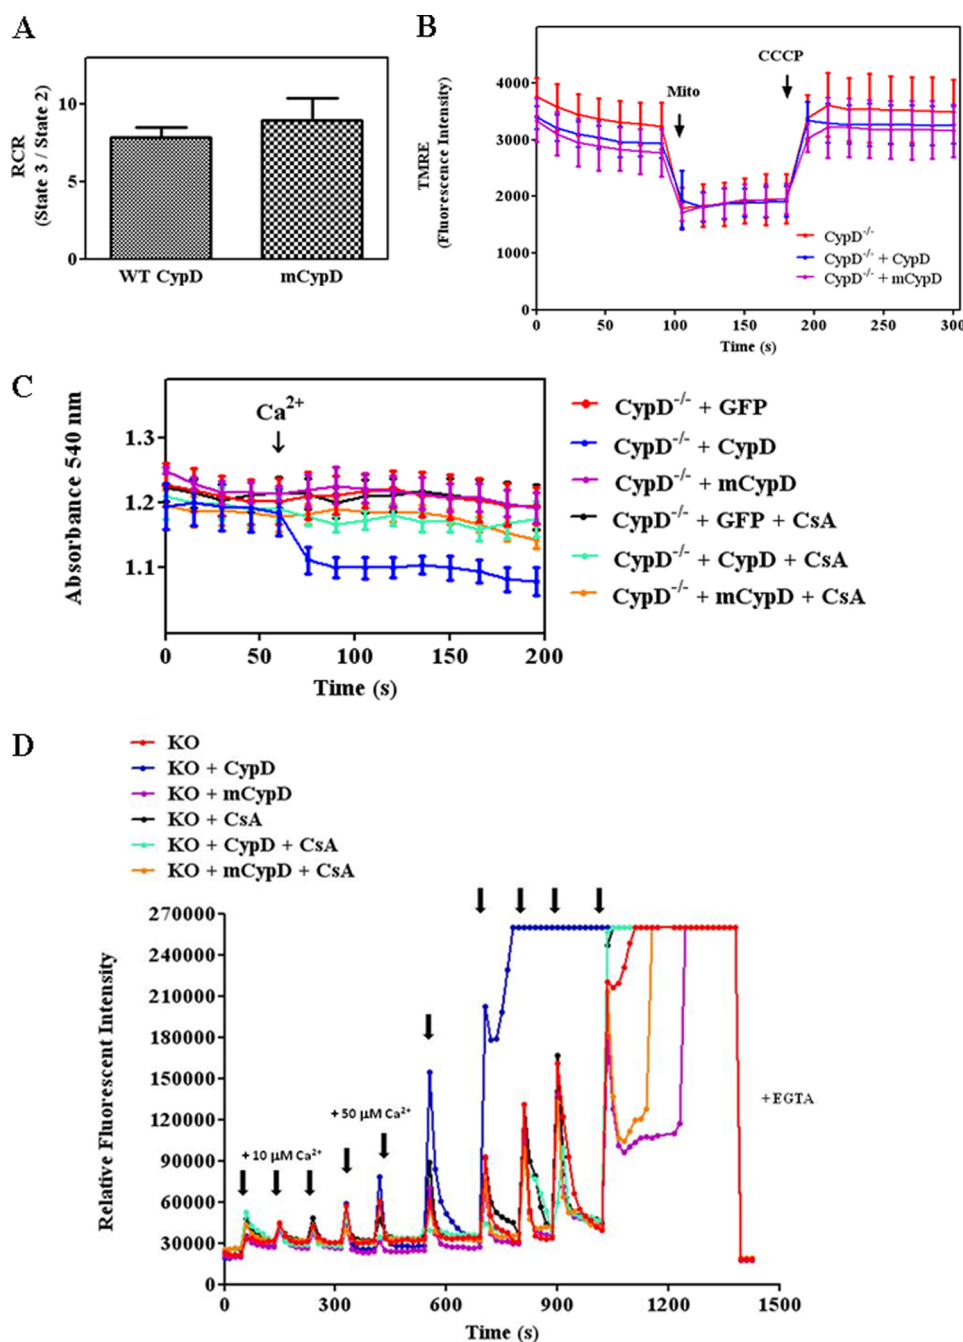 A
RCR
(State 3 / State 2)
10
5
0
WT CypD
mCypD
B
TMRE
(Fluorescence Intensity)
4000
3000
2000
1000
0
Mito
CCCP
CypD-/-
CypD-/- + CypD
CypD-/- + mCypD
0
50
100
150
200
250
300
Time (s)
C
Absorbance 540 nm
1.3
1.2
1.1
Ca2+
0
50
100
150
200
Time (s)
CypD-/- + GFP
CypD-/- + CypD
CypD-/- + mCypD
CypD-/- + GFP + CsA
CypD-/- + CypD + CsA
CypD-/- + mCypD + CsA
D
KO
KO + CypD
KO + mCypD
KO + CsA
KO + CypD + CsA
KO + mCypD + CsA
Relative Fluorescent Intensity
270000
240000
210000
180000
150000
120000
90000
60000
30000
0
+ 10 µM Ca2+
+ 50 µM Ca2+
+ EGTA
0
300
600
900
1200
1500
Time (s)